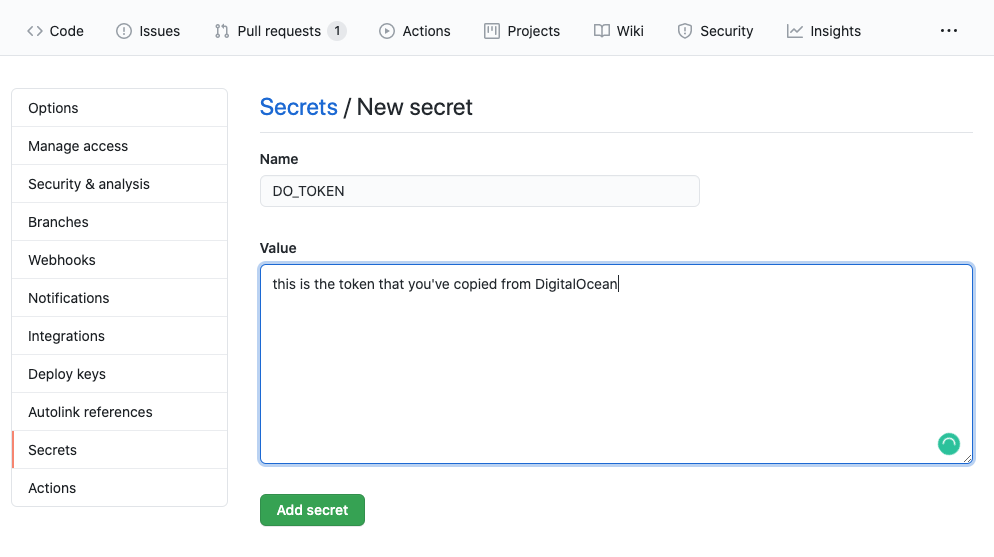 Code Issues Pull requests 1 Actions Projects Wiki Security Insights ...
Options
Manage access
Security & analysis
Branches
Webhooks
Notifications
Integrations
Deploy keys
Autolink references
Secrets
Actions
Secrets / New secret
Name
DO_TOKEN
Value
this is the token that you've copied from DigitalOcean
Add secret